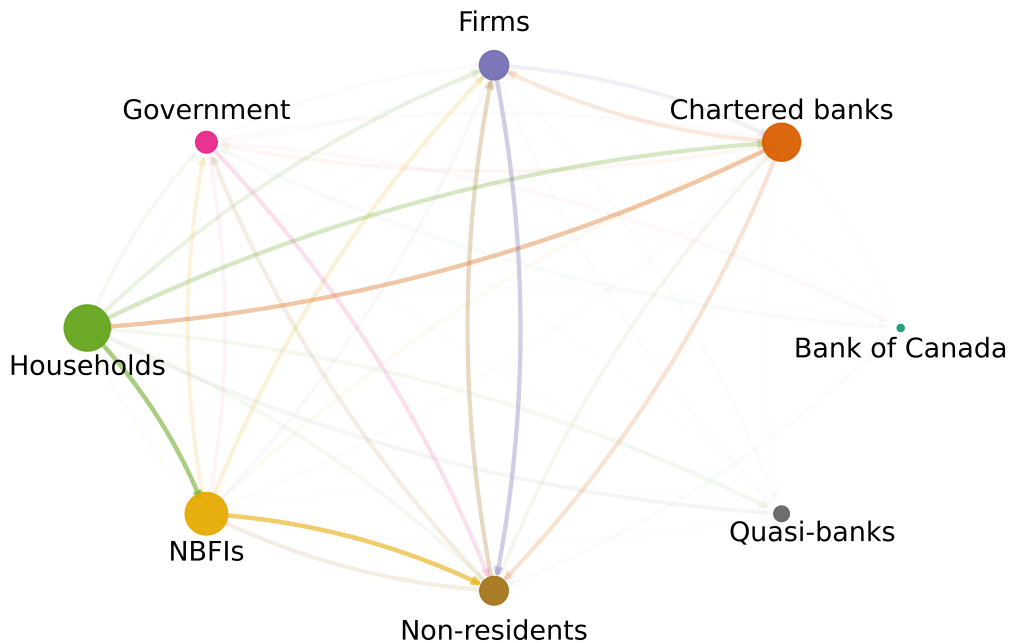 Firms
Government
Chartered banks
Bank of Canada
Households
Quasi-banks
NBFIs
Non-residents